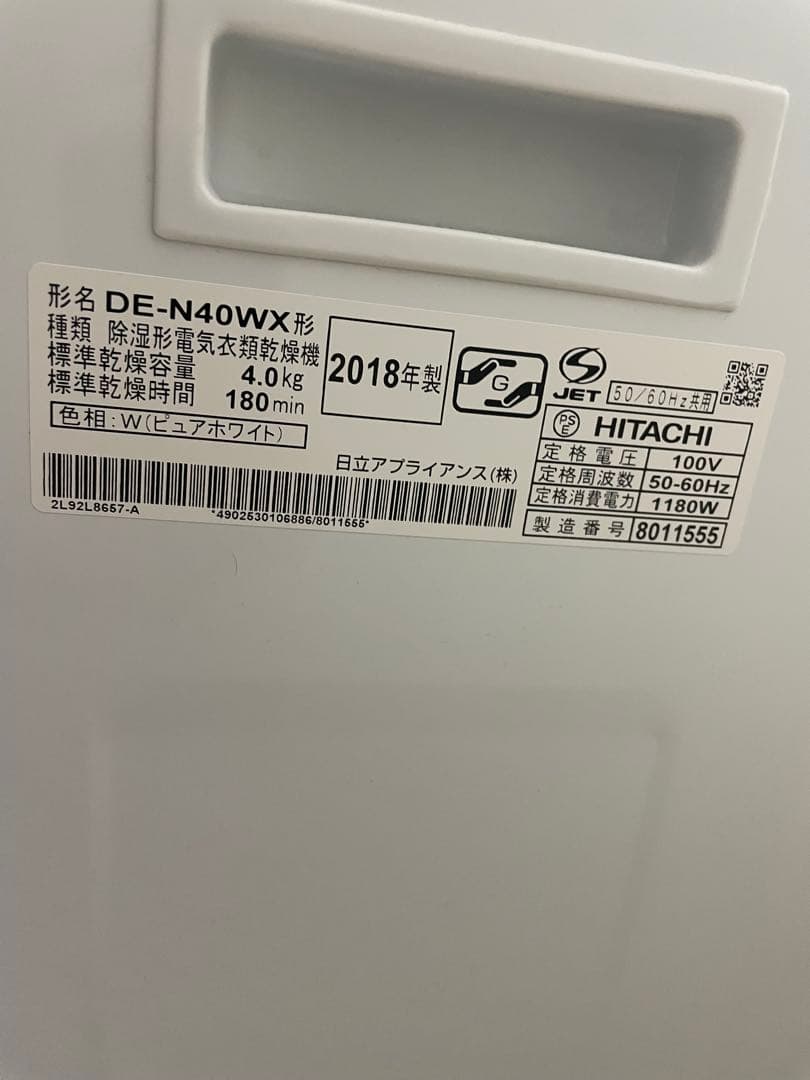 形名 DE-N40WX形
種類 除湿形電気衣類乾燥機
標準乾燥容量 4.0kg
標準乾燥時間 180min
色相:W(ピュアホワイト)
2018年製
G
JET
50/60Hz共用
PSE
HITACHI
定格電圧 100V
定格周波数 50-60Hz
定格消費電力 1180W
製造番号 8011555
日立アプライアンス(株)
2L92L8657-A
*4902530106886/8011555*